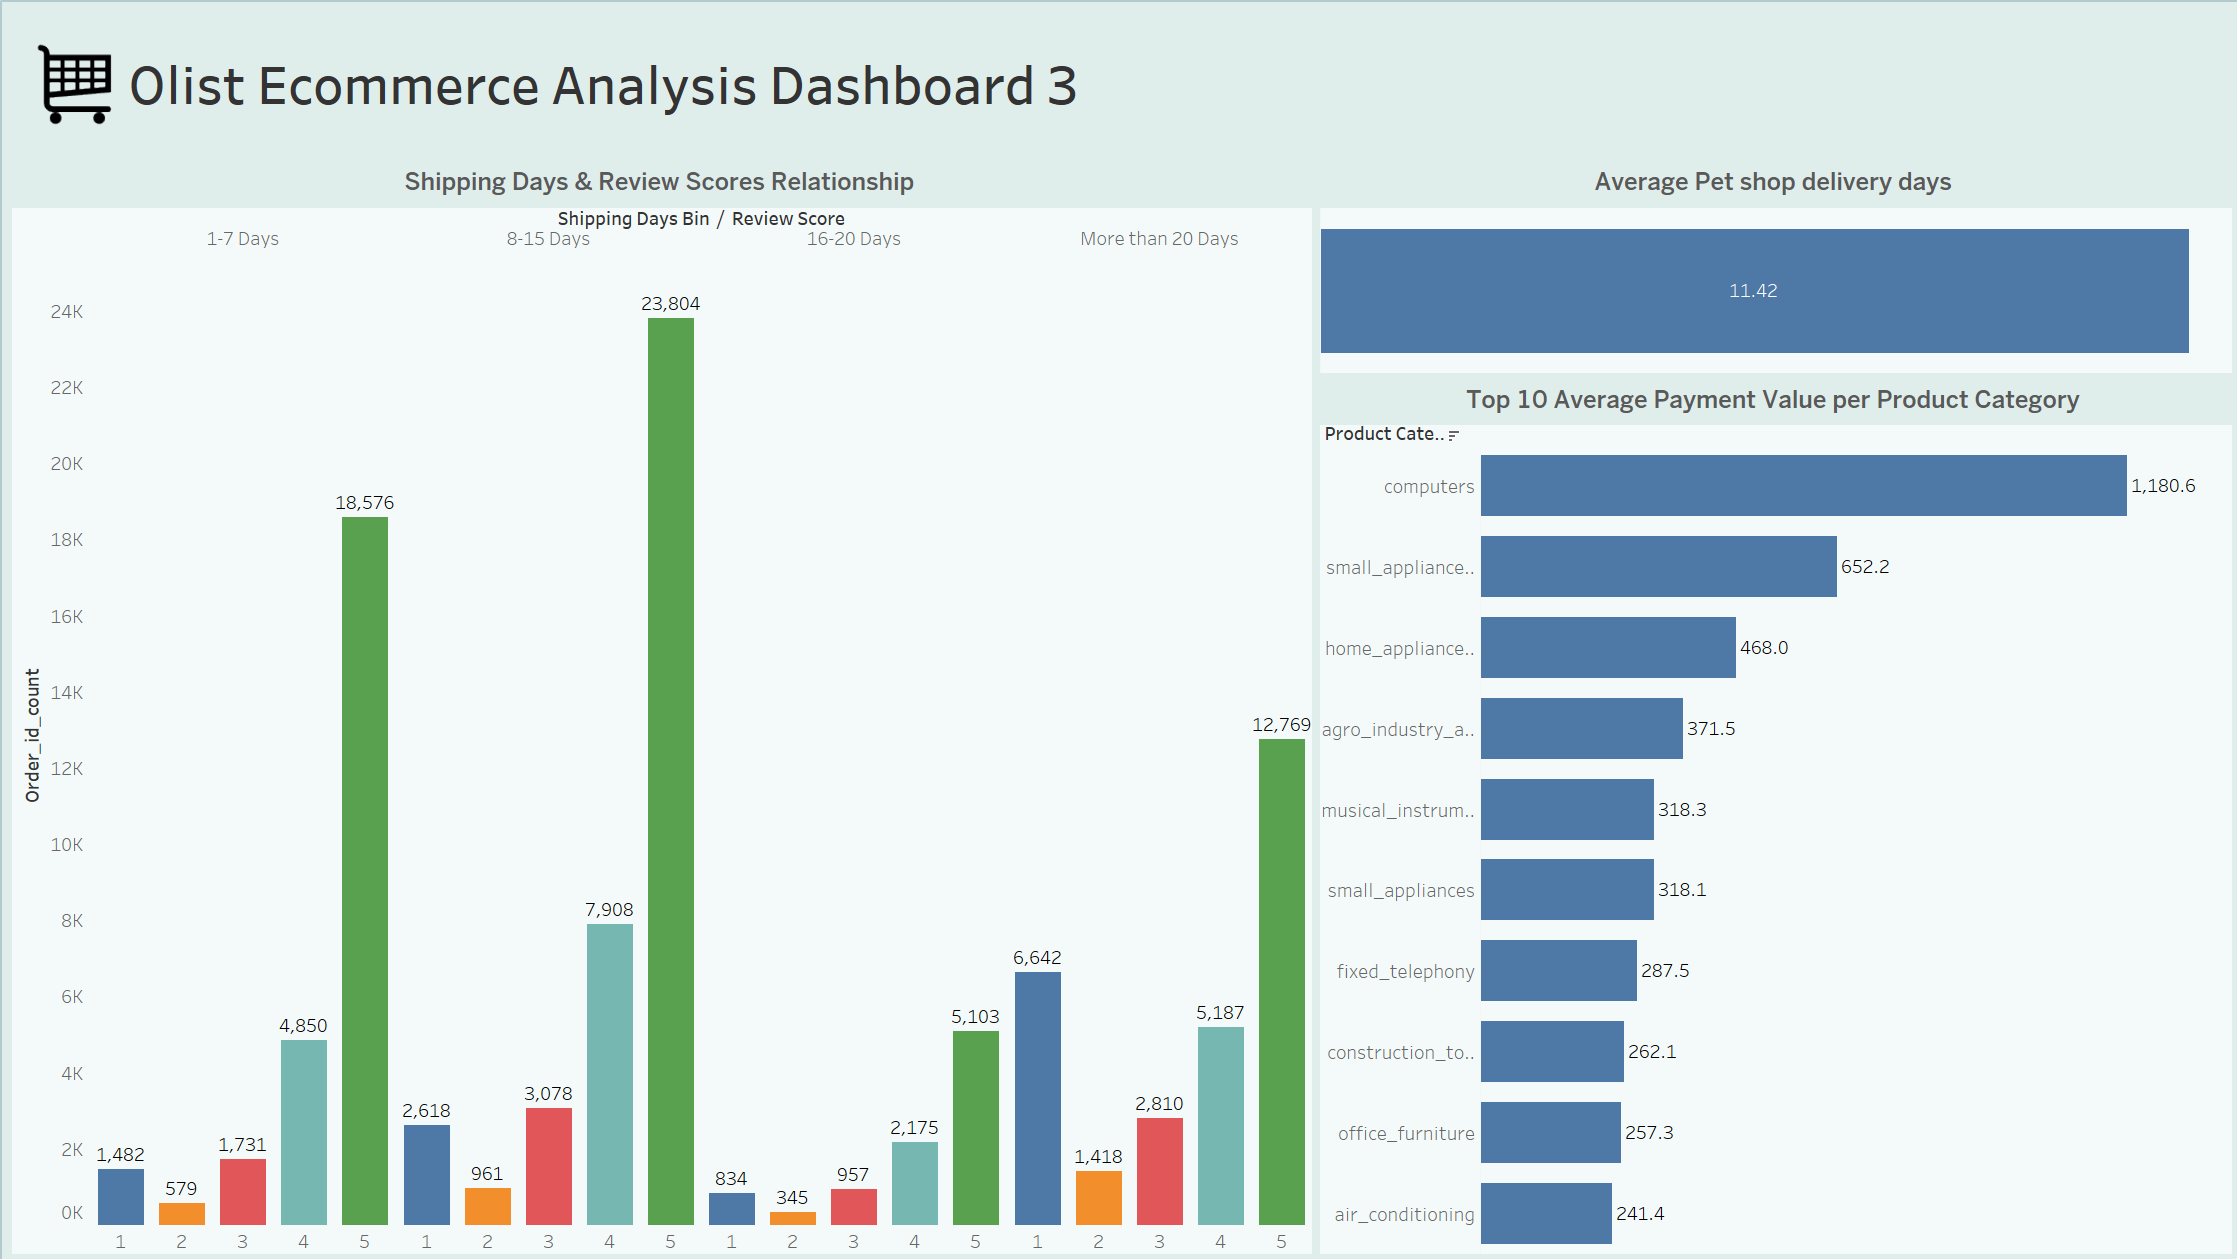 Olist Ecommerce Analysis Dashboard 3
Shipping Days & Review Scores Relationship
Shipping Days Bin / Review Score
1-7 Days
8-15 Days
16-20 Days
More than 20 Days
Order_id_count
24K
22K
20K
18K
16K
14K
12K
10K
8K
6K
4K
2K
0K
1,482
579
1,731
4,850
18,576
2,618
961
3,078
7,908
23,804
834
345
957
2,175
5,103
6,642
1,418
2,810
5,187
12,769
1 2 3 4 5 1 2 3 4 5 1 2 3 4 5 1 2 3 4 5
Average Pet shop delivery days
11.42
Top 10 Average Payment Value per Product Category
Product Cate..
computers 1,180.6
small_appliance.. 652.2
home_appliance.. 468.0
agro_industry_a.. 371.5
musical_instrum.. 318.3
small_appliances 318.1
fixed_telephony 287.5
construction_to.. 262.1
office_furniture 257.3
air_conditioning 241.4